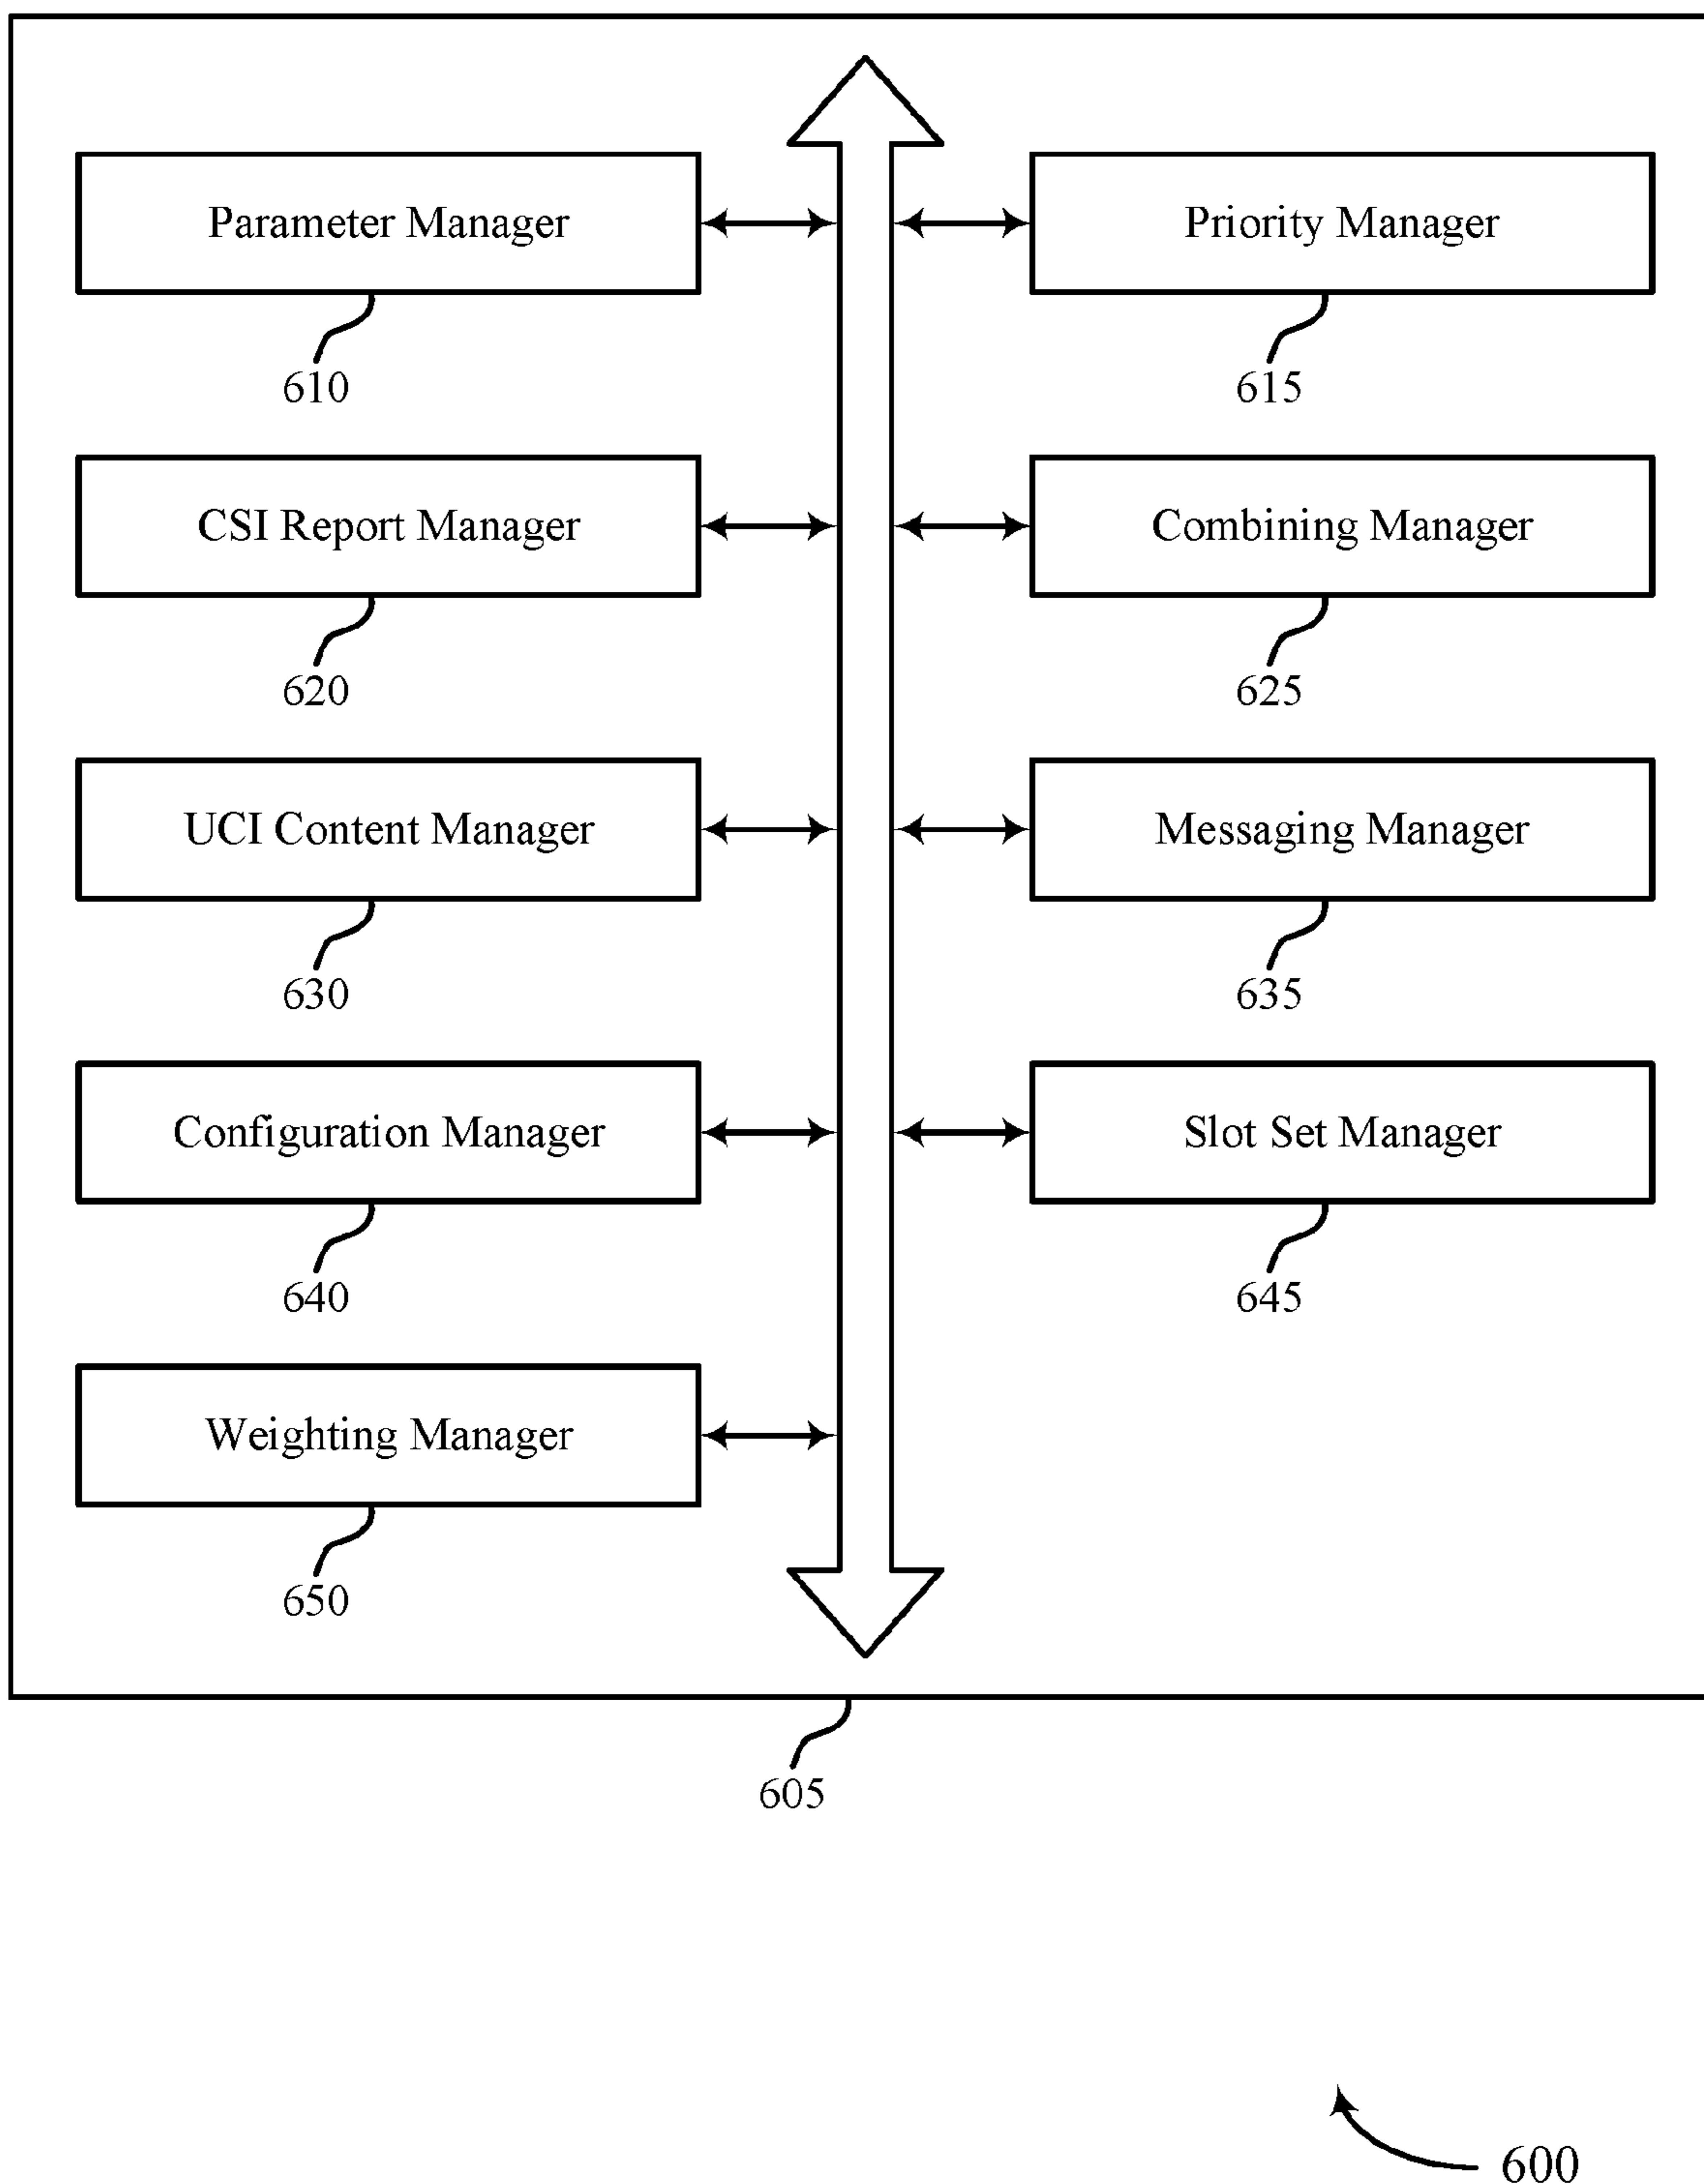 Parameter Manager
Priority Manager
610
615
CSI Report Manager
Combining Manager
620
625
UCI Content Manager
Messaging Manager
630
635
Configuration Manager
Slot Set Manager
640
645
Weighting Manager
650
605
600